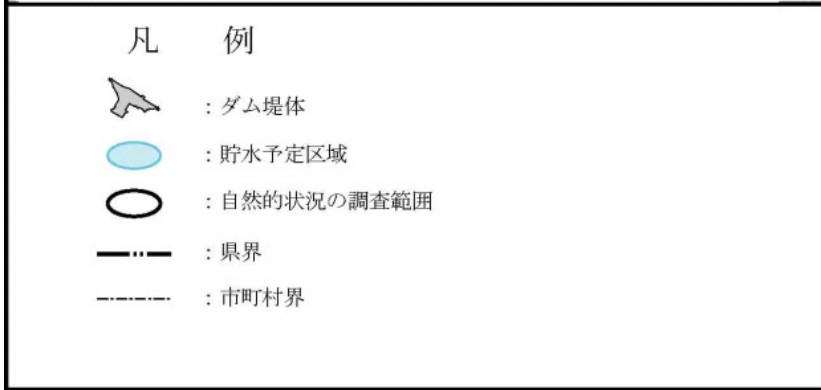 凡 例
：ダム堤体
：貯水予定区域
：自然的状況の調査範囲
：県界
：市町村界